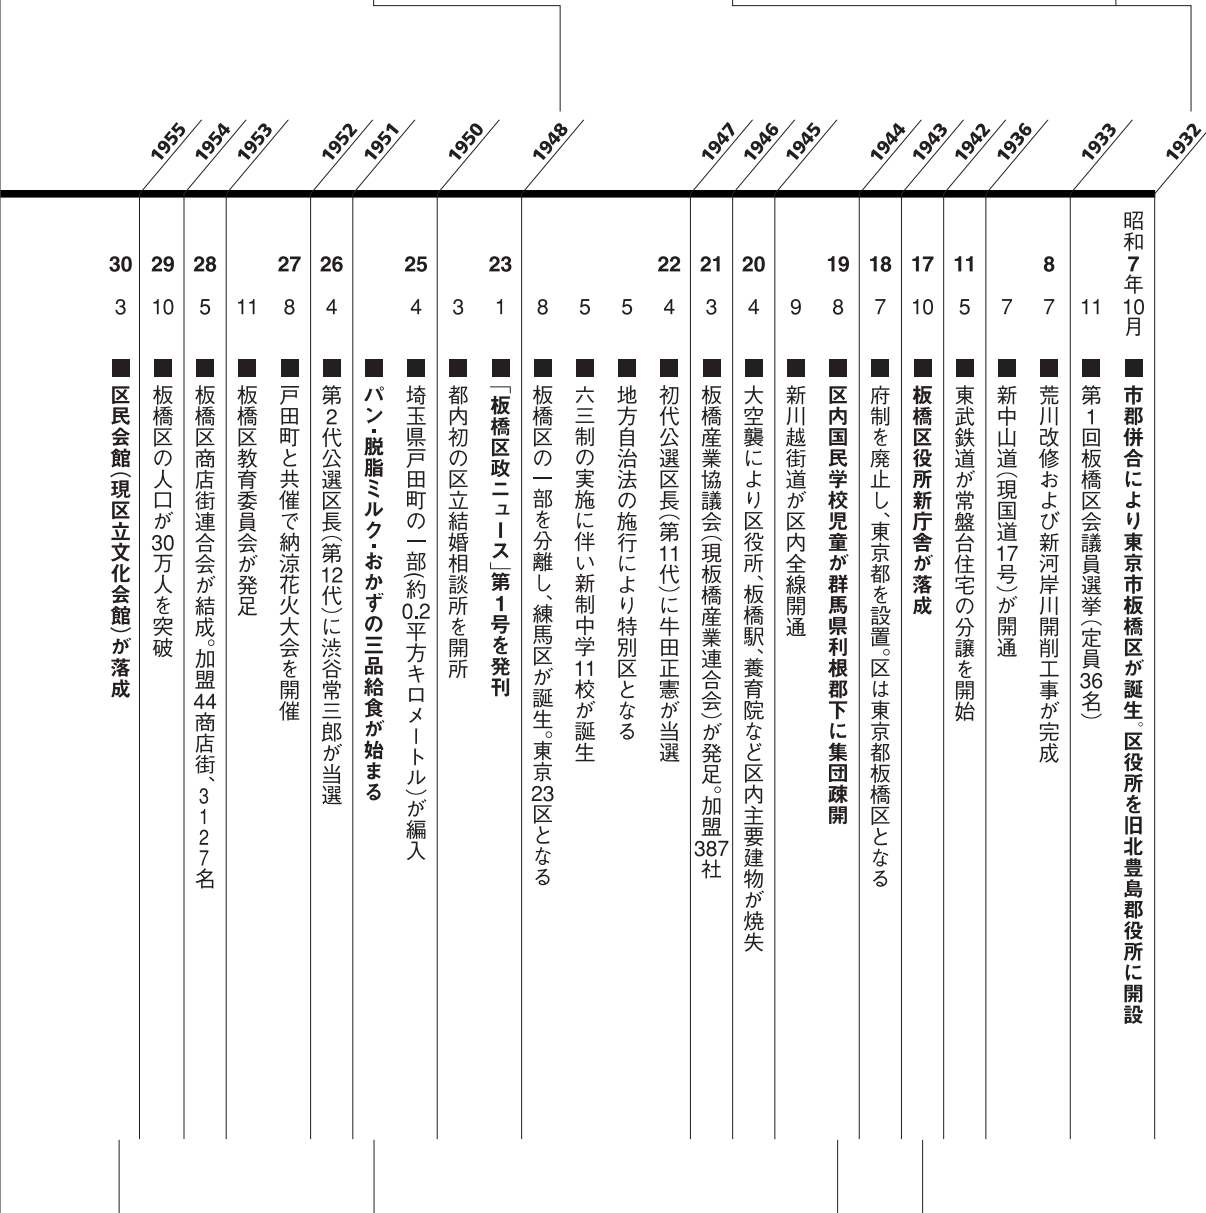 1932
昭和7年10月 ■ 市郡併合により東京市板橋区が誕生。区役所を旧北豊島郡役所に開設
11 ■ 第1回板橋区会議員選挙（定員36名）
1933
8 7 ■ 荒川改修および新河岸川開削工事が完成
7 ■ 新中山道（現国道17号）が開通
1936
11 5 ■ 東武鉄道が常盤台住宅の分譲を開始
1942
17 10 ■ 板橋区役所新庁舎が落成
1943
18 7 ■ 府制を廃止し、東京都を設置。区は東京都板橋区となる
1944
19 8 ■ 区内国民学校児童が群馬県利根郡下に集団疎開
9 ■ 新川越街道が区内全線開通
1945
20 4 ■ 大空襲により区役所、板橋駅、養育院など区内主要建物が焼失
1946
21 3 ■ 板橋産業協議会（現板橋産業連合会）が発足。加盟387社
1947
22 4 ■ 初代公選区長（第11代）に牛田正憲が当選
5 ■ 地方自治法の施行により特別区となる
5 ■ 六三制の実施に伴い新制中学11校が誕生
8 ■ 板橋区の一部を分離し、練馬区が誕生。東京23区となる
1948
23 1 ■ 「板橋区政ニュース」第1号を発刊
3 ■ 都内初の区立結婚相談所を開所
1950
25 4 ■ 埼玉県戸田町の一部（約0.2平方キロメートル）が編入
■ パン・脱脂ミルク・おかずの三品給食が始まる
1951
26 4 ■ 第2代公選区長（第12代）に渋谷常三郎が当選
1952
27 8 ■ 戸田町と共催で納涼花火大会を開催
11 ■ 板橋区教育委員会が発足
1953
28 5 ■ 板橋区商店街連合会が結成。加盟44商店街、3127名
1954
29 10 ■ 板橋区の人口が30万人を突破
1955
30 3 ■ 区民会館（現区立文化会館）が落成